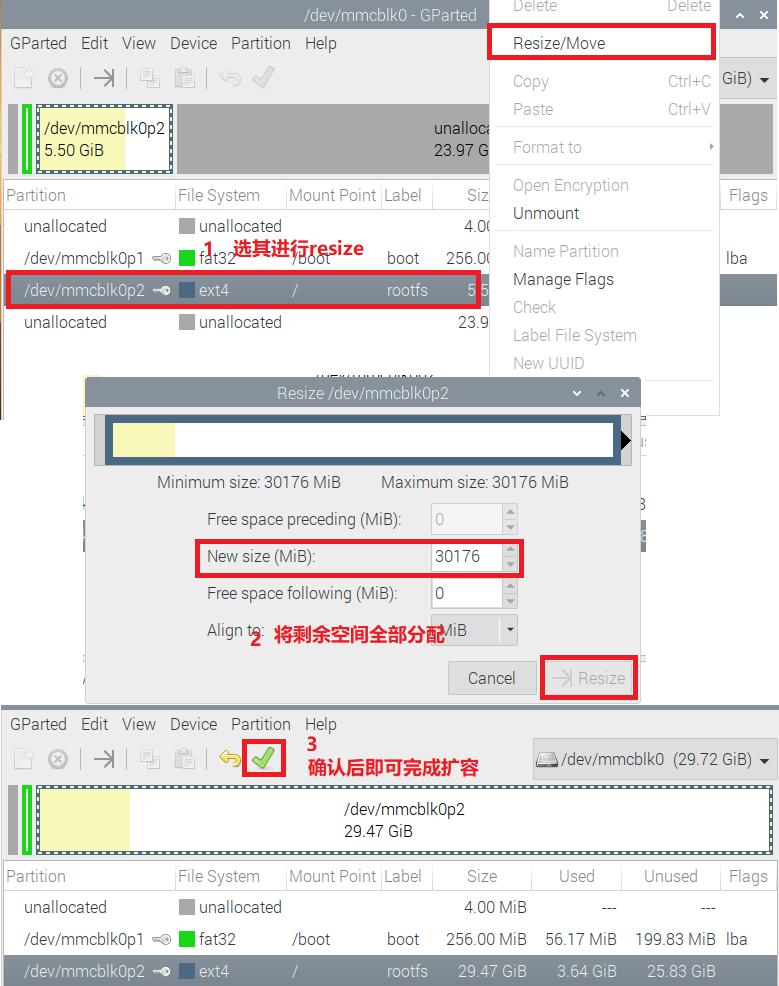 /dev/mmcblk0 - GParted
GParted Edit View Device Partition Help
Delete Delete
Resize/Move
Copy Ctrl+C
Paste Ctrl+V
Format to
Open Encryption
Unmount
Name Partition
Manage Flags
Check
Label File System
New UUID
GiB)
/dev/mmcblk0p2
5.50 GiB
unalloca
23.97 G
Partition File System Mount Point Label Siz Flags
unallocated unallocated 4.00
/dev/mmcblk0p1 fat32 /boot boot 256.00 lba
1 选其进行resize
/dev/mmcblk0p2 ext4 / rootfs 5.5
unallocated unallocated 23.9
Resize /dev/mmcblk0p2
Minimum size: 30176 MiB Maximum size: 30176 MiB
Free space preceding (MiB): 0
New size (MiB): 30176
Free space following (MiB): 0
Align to: MiB
2 将剩余空间全部分配
Cancel Resize
GParted Edit View Device Partition Help
3
确认后即可完成扩容
/dev/mmcblk0 (29.72 GiB)
/dev/mmcblk0p2
29.47 GiB
Partition File System Mount Point Label Size Used Unused Flags
unallocated unallocated 4.00 MiB --- ---
/dev/mmcblk0p1 fat32 /boot boot 256.00 MiB 56.17 MiB 199.83 MiB lba
/dev/mmcblk0p2 ext4 / rootfs 29.47 GiB 3.64 GiB 25.83 GiB